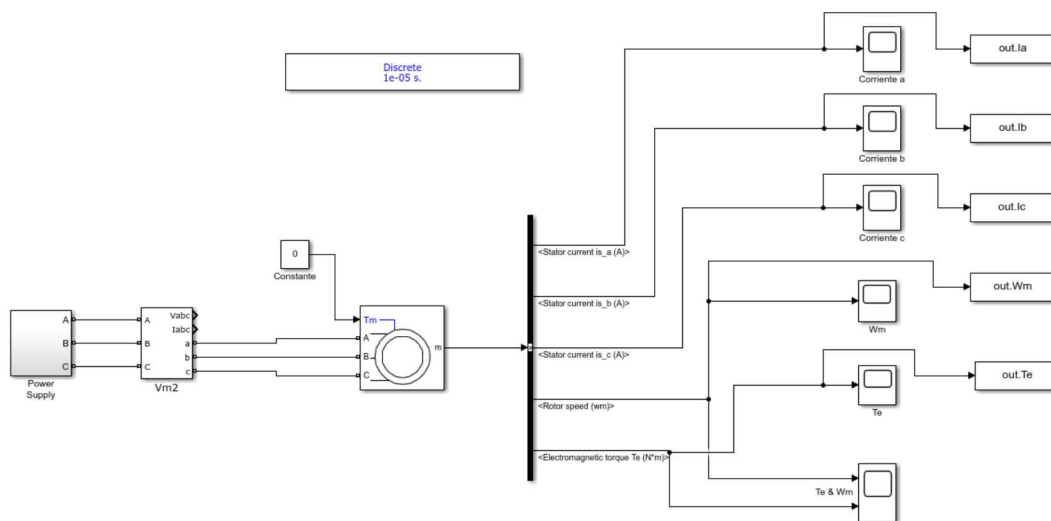 out.Ia
Corriente a
Discrete
1e-05 s.
out.Ib
Corriente b
out.Ic
Corriente c
0
Constante
<Stator current is_a (A)>
<Stator current is_b (A)>
<Stator current is_c (A)>
<Rotor speed (wm)>
<Electromagnetic torque Te (N*m)>
out.Wm
Wm
A
B
C
Power
Supply
A
B
C
Vabc
Iabc
a
b
c
Vm2
Tm
A
B
C
m
out.Te
Te
Te & Wm